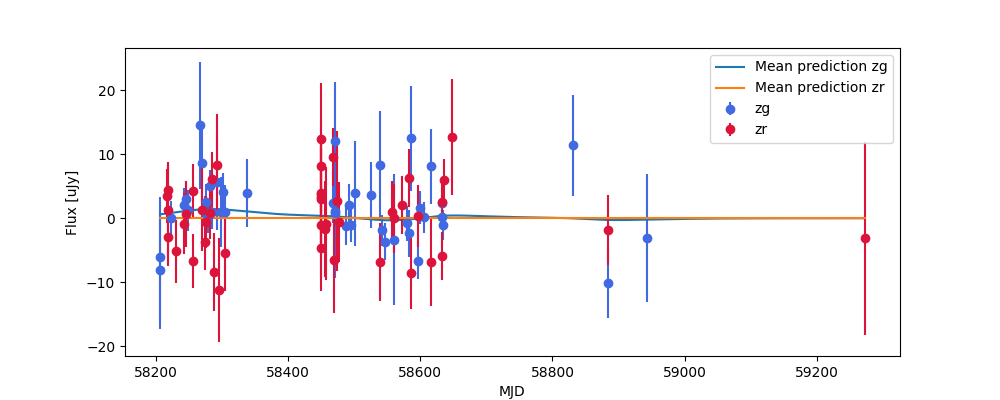 Mean prediction zg
Mean prediction zr
zg
zr
Flux [uJy]
20
10
0
−10
−20
58200
58400
58600
58800
59000
59200
MJD